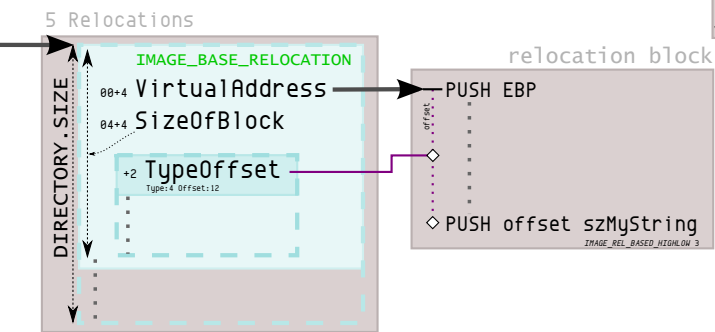 5 Relocations
DIRECTORY.SIZE
IMAGE_BASE_RELOCATION
00+4 VirtualAddress
04+4 SizeOfBlock
+2 TypeOffset
Type:4 Offset:12
relocation block
PUSH EBP
offset
PUSH offset szMyString
IMAGE_REL_BASED_HIGHLOW 3